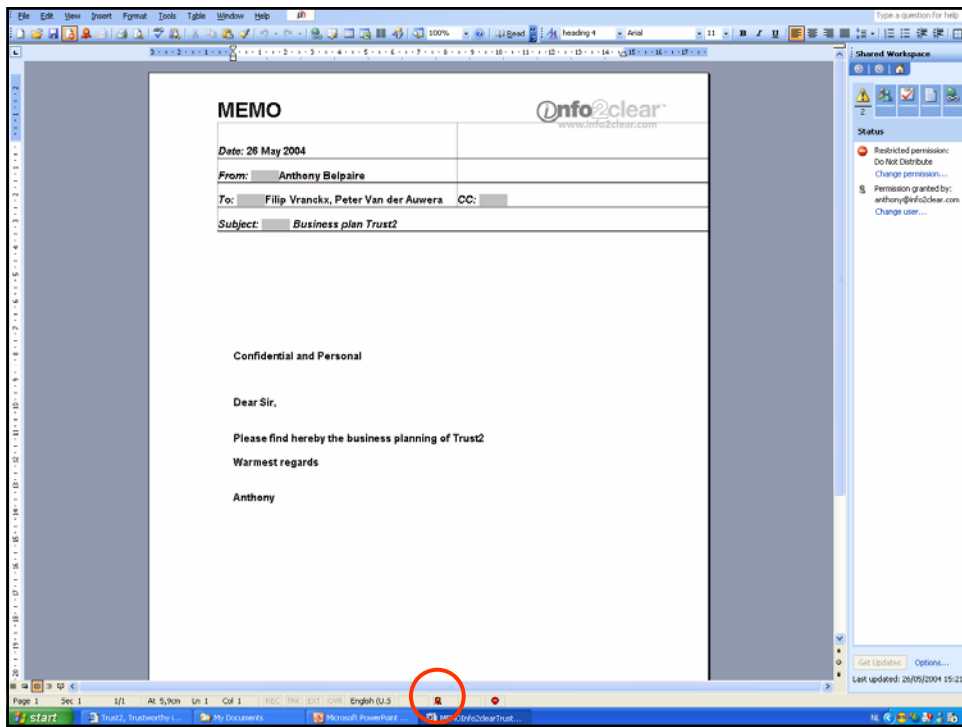 File Edit View Insert Format Tools Table Window Help
Type a question for help
100% Read heading 4 Arial 11 B I U
Shared Workspace
MEMO
info2clear™
www.info2clear.com
2
Status
Date: 26 May 2004
Restricted permission:
Do Not Distribute
Change permission...
From: Anthony Belpaire
Permission granted by:
anthony@info2clear.com
Change user...
To: Filip Vranckx, Peter Van der Auwera CC:
Subject: Business plan Trust2
Confidential and Personal
Dear Sir,
Please find hereby the business planning of Trust2
Warmest regards
Anthony
Get Updates Options...
Last updated: 26/05/2004 15:21
Page 1 Sec 1 1/1 At 5,9cm Ln 1 Col 1 REC TRK EXT OVR English (U.S
start Trust2, Trustworthy i... My Documents Microsoft PowerPoint ... MEMOInfo2clearTrust... NL